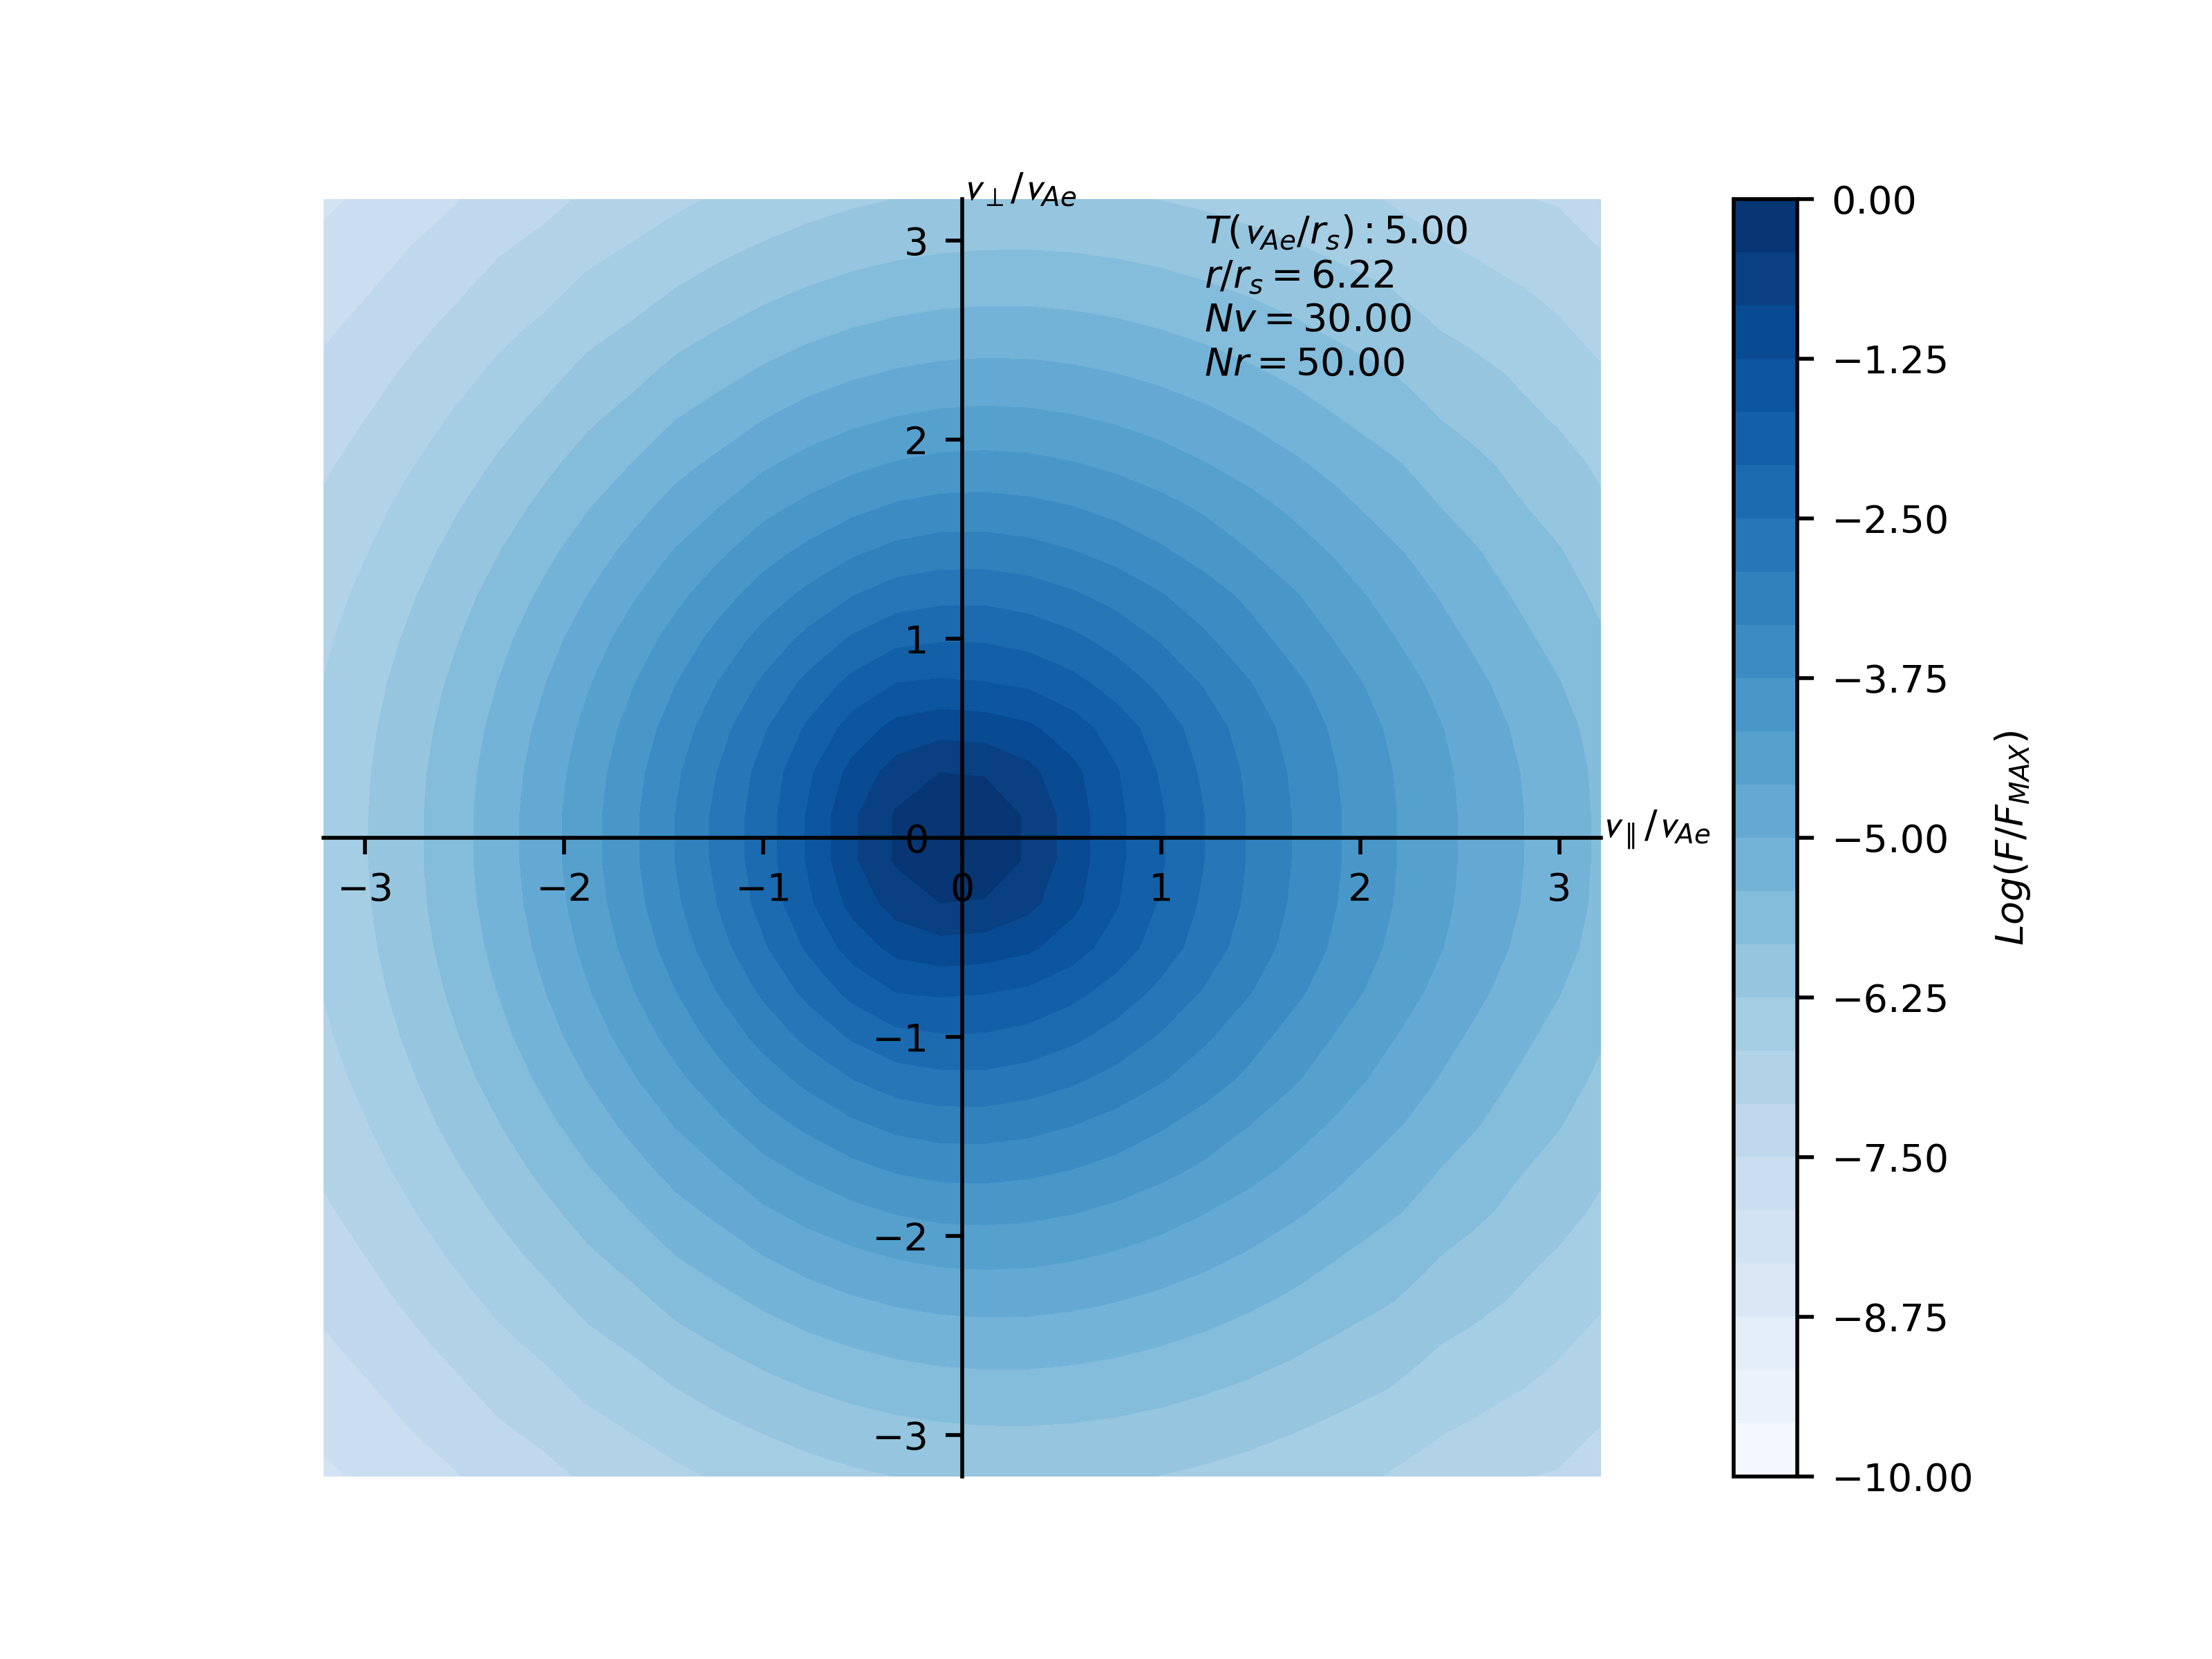 v⊥/vAe
T(vAe/rs) : 5.00
r/rs = 6.22
Nv = 30.00
Nr = 50.00
3
2
1
0
−1
−2
−3
−3 −2 −1 0 1 2 3
v∥/vAe
0.00
−1.25
−2.50
−3.75
−5.00
−6.25
−7.50
−8.75
−10.00
Log(F/FMAX)